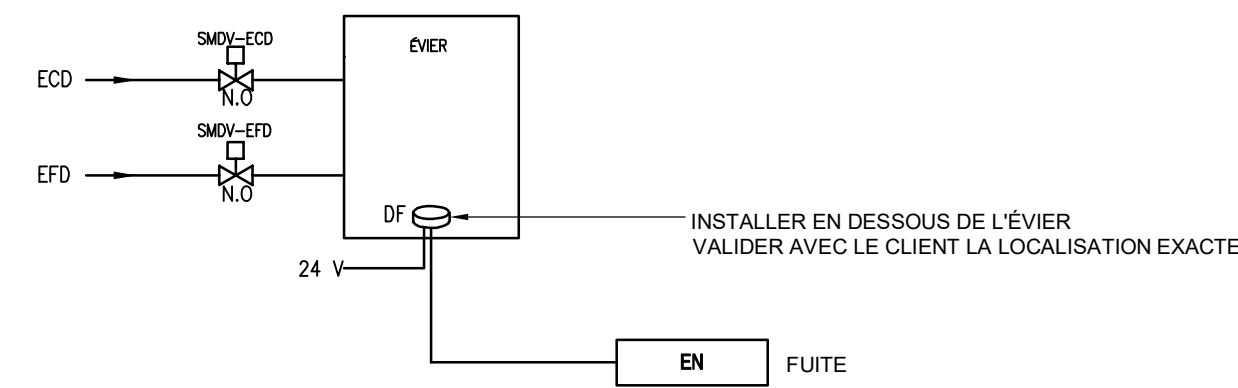 SMDV-ECD
ÉVIER
ECD
N.O
SMDV-EFD
EFD
N.O
DF
INSTALLER EN DESSOUS DE L'ÉVIER
VALIDER AVEC LE CLIENT LA LOCALISATION EXACTE
24 V
EN
FUITE